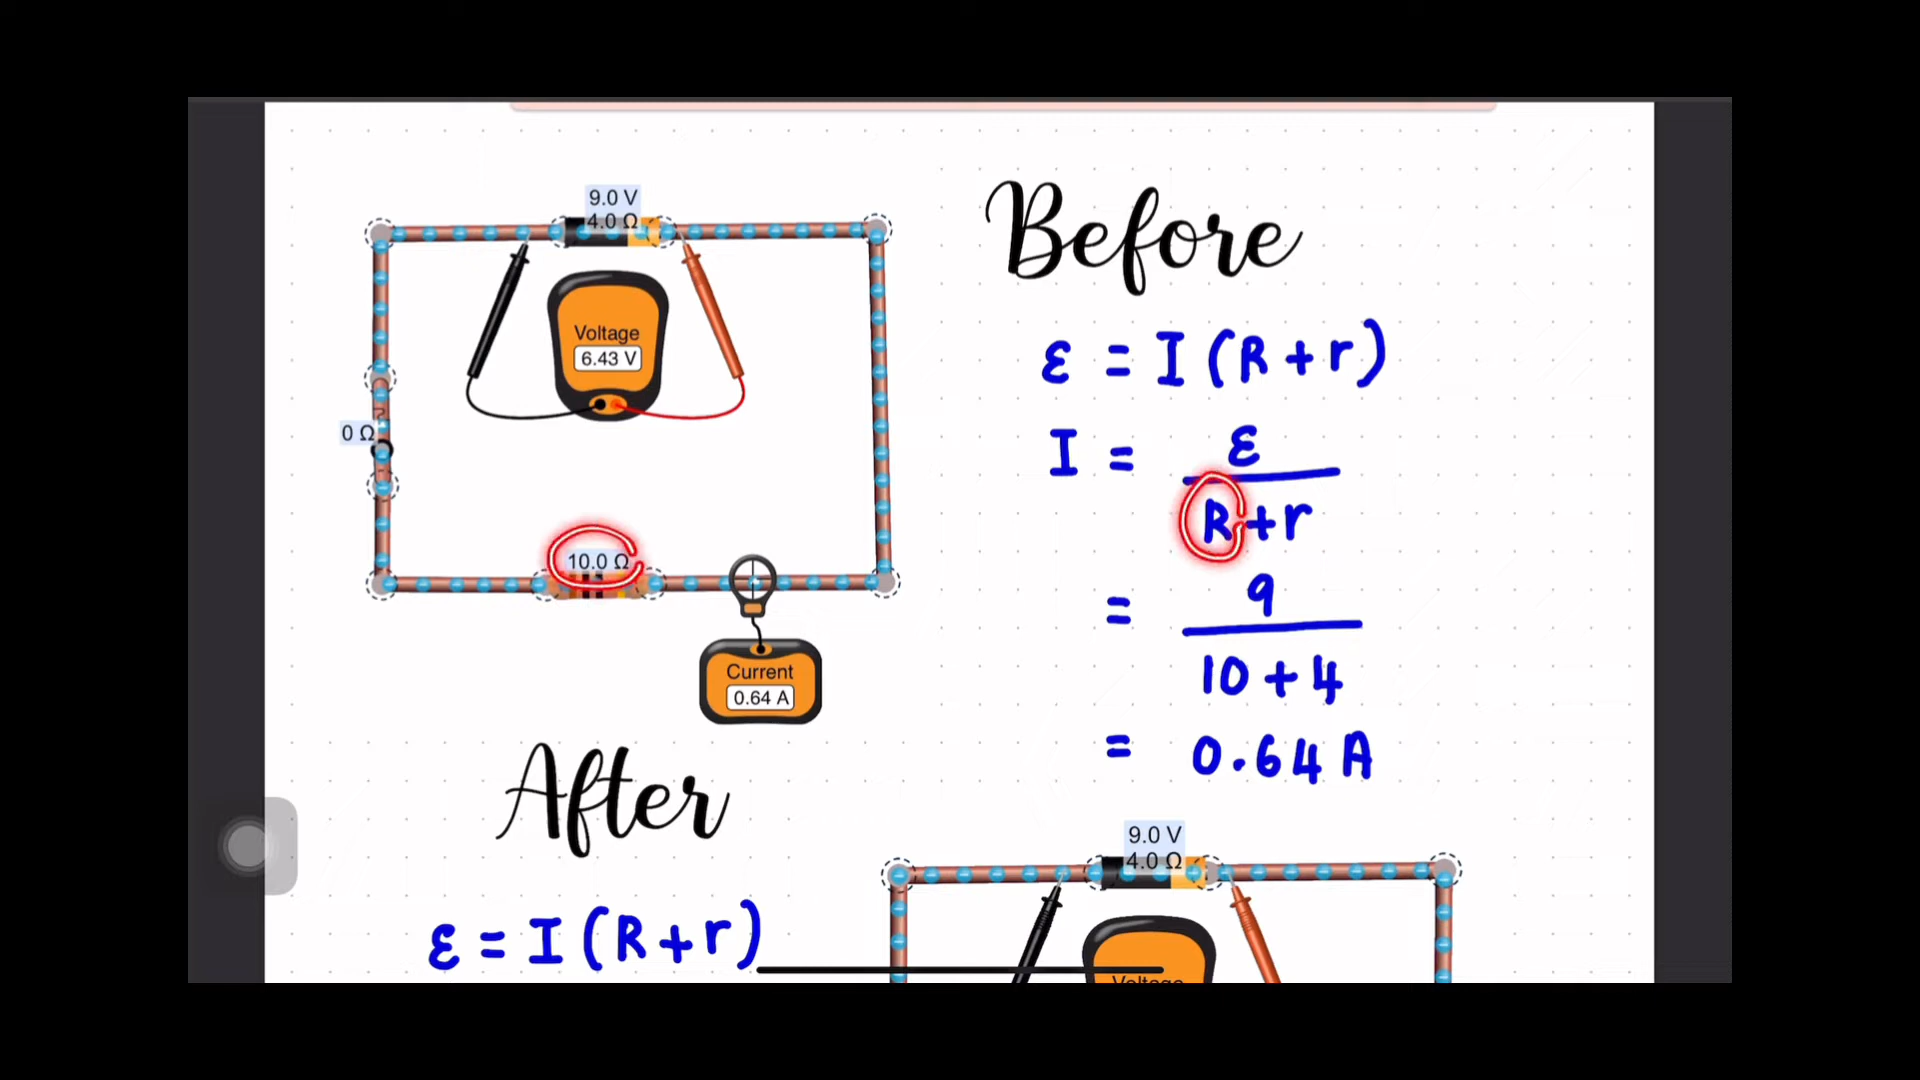 9.0 V
4.0 Ω
Before
Voltage
6.43 V
ε = I (R + r)
0 Ω
I = ε / R + r
10.0 Ω
= 9 / 10 + 4
Current
0.64 A
= 0.64 A
After
9.0 V
4.0 Ω
ε = I (R + r)
Voltage